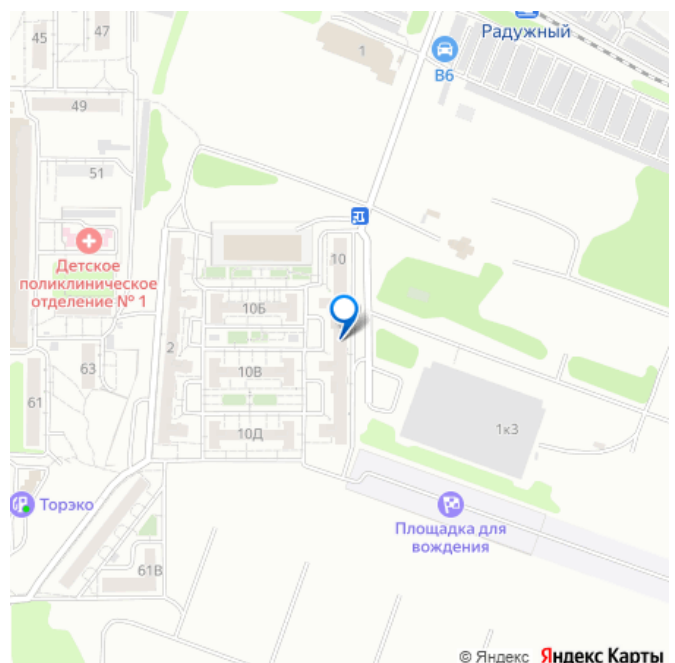 47
45
Радужный
1
В6
49
51
Детское
поликлиническое
отделение № 1
10
10Б
2
10В
63
61
10Д
1к3
Торэко
Площадка для
вождения
61В
© Яндекс Яндекс Карты